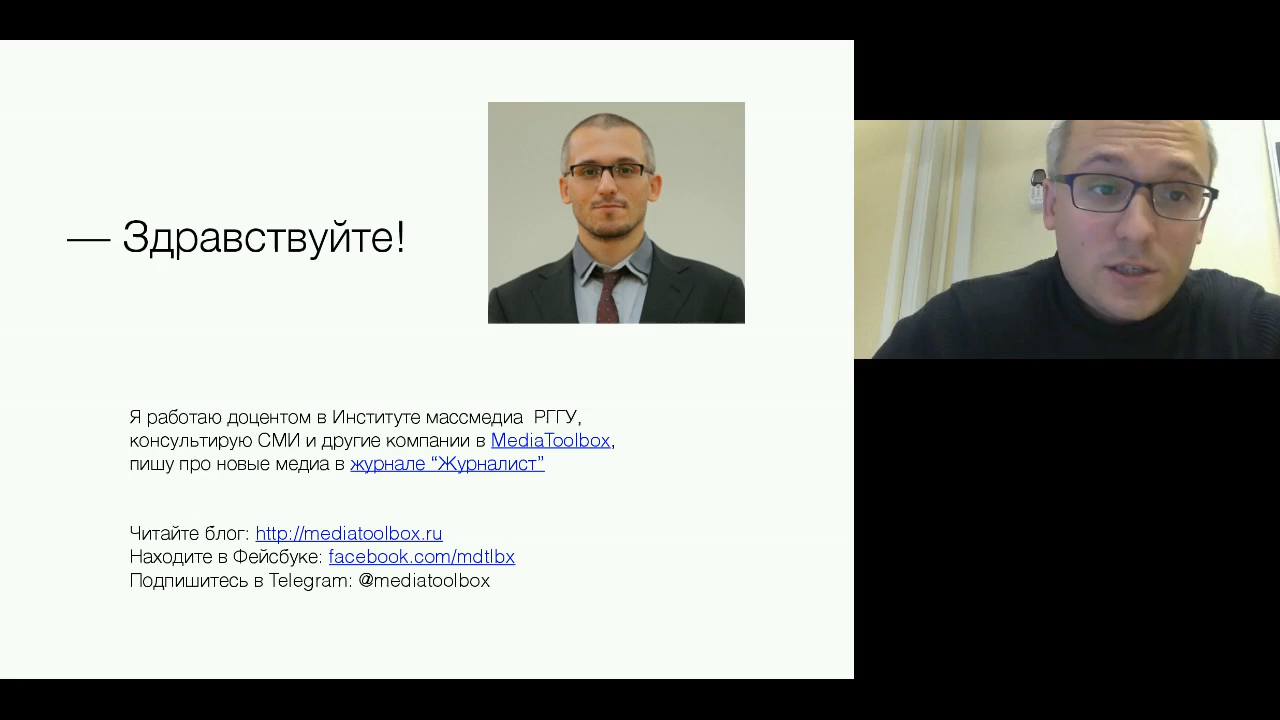 — Здравствуйте!
Я работаю доцентом в Институте массмедиа РГГУ,
консультирую СМИ и другие компании в MediaToolbox,
пишу про новые медиа в журнале “Журналист”
Читайте блог: http://mediatoolbox.ru
Находите в Фейсбуке: facebook.com/mdtlbx
Подпишитесь в Telegram: @mediatoolbox